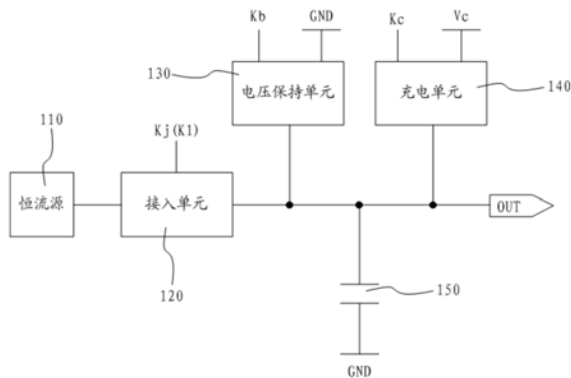 Kb
GND
Kc
Vc
130
电压保持单元
充电单元
140
110
Kj(K1)
恒流源
接入单元
OUT
120
150
GND